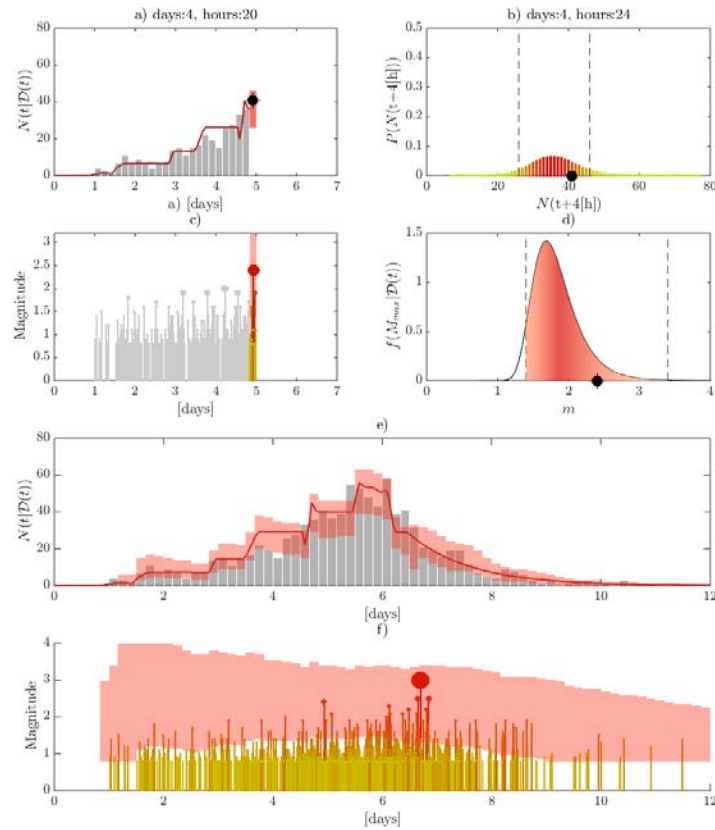 a) days:4, hours:20
b) days:4, hours:24
N(t|D(t))
80
60
40
20
0
0 1 2 3 4 5 6 7
a) [days]
P(N(t+4[h]))
0.5
0.4
0.3
0.2
0.1
0
0 20 40 60 80
N(t+4[h])
c)
d)
Magnitude
3
2.5
2
1.5
1
0.5
0
0 1 2 3 4 5 6 7
[days]
f(Mmax|D(t))
1.5
1
0.5
0
0 1 2 3 4
m
e)
N(t|D(t))
80
60
40
20
0
0 2 4 6 8 10 12
[days]
f)
Magnitude
4
3
2
1
0
0 2 4 6 8 10 12
[days]